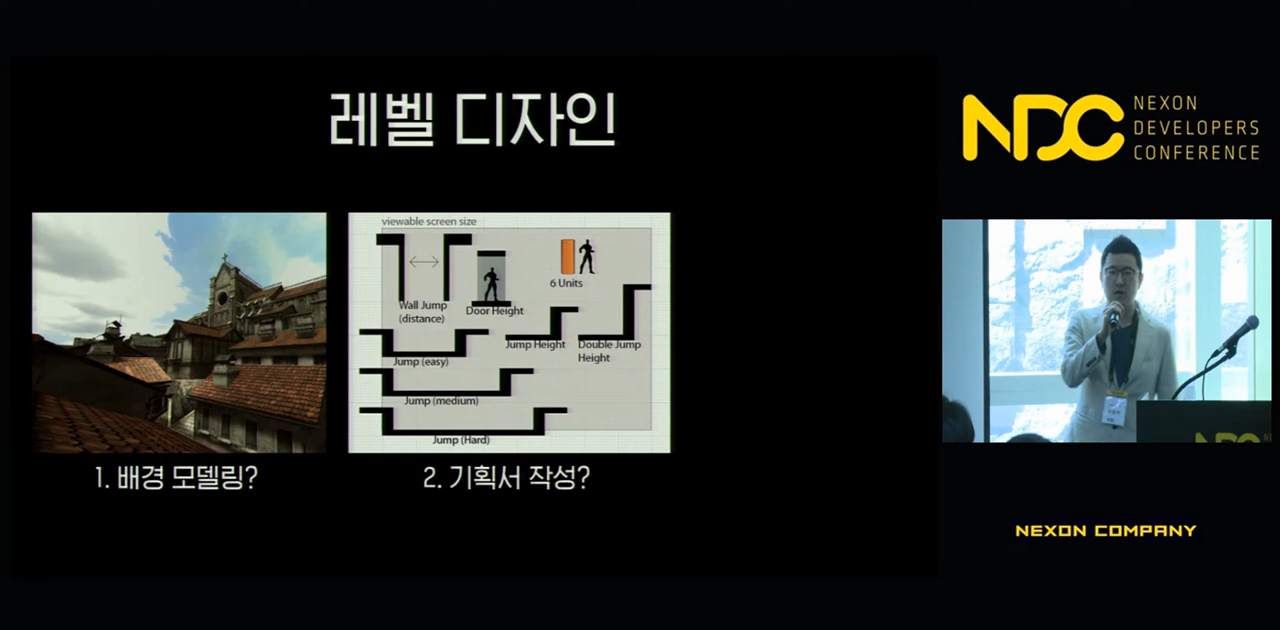 레벨 디자인
viewable screen size
Wall Jump
(distance)
Door Height
6 Units
Jump (easy)
Jump Height
Double Jump
Height
Jump (medium)
Jump (Hard)
1. 배경 모델링?
2. 기획서 작성?
NDC
NEXON
DEVELOPERS
CONFERENCE
NEXON COMPANY